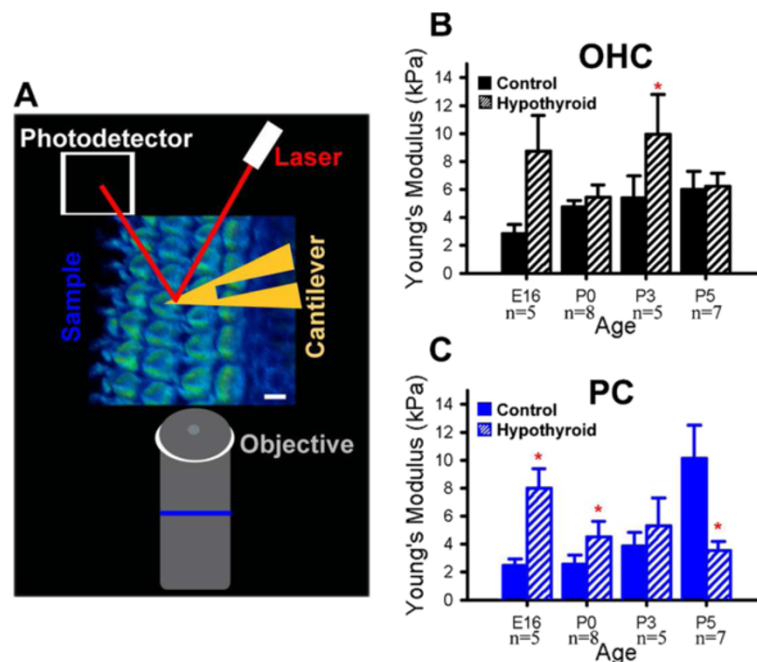 A
Photodetector
Laser
Sample
Cantilever
Objective
B
OHC
Young's Modulus (kPa)
14
12
10
8
6
4
2
0
Control
Hypothyroid
*
E16 P0 P3 P5
n=5 n=8 n=5 n=7
Age
C
PC
Young's Modulus (kPa)
14
12
10
8
6
4
2
0
Control
Hypothyroid
* * *
E16 P0 P3 P5
n=5 n=8 n=5 n=7
Age